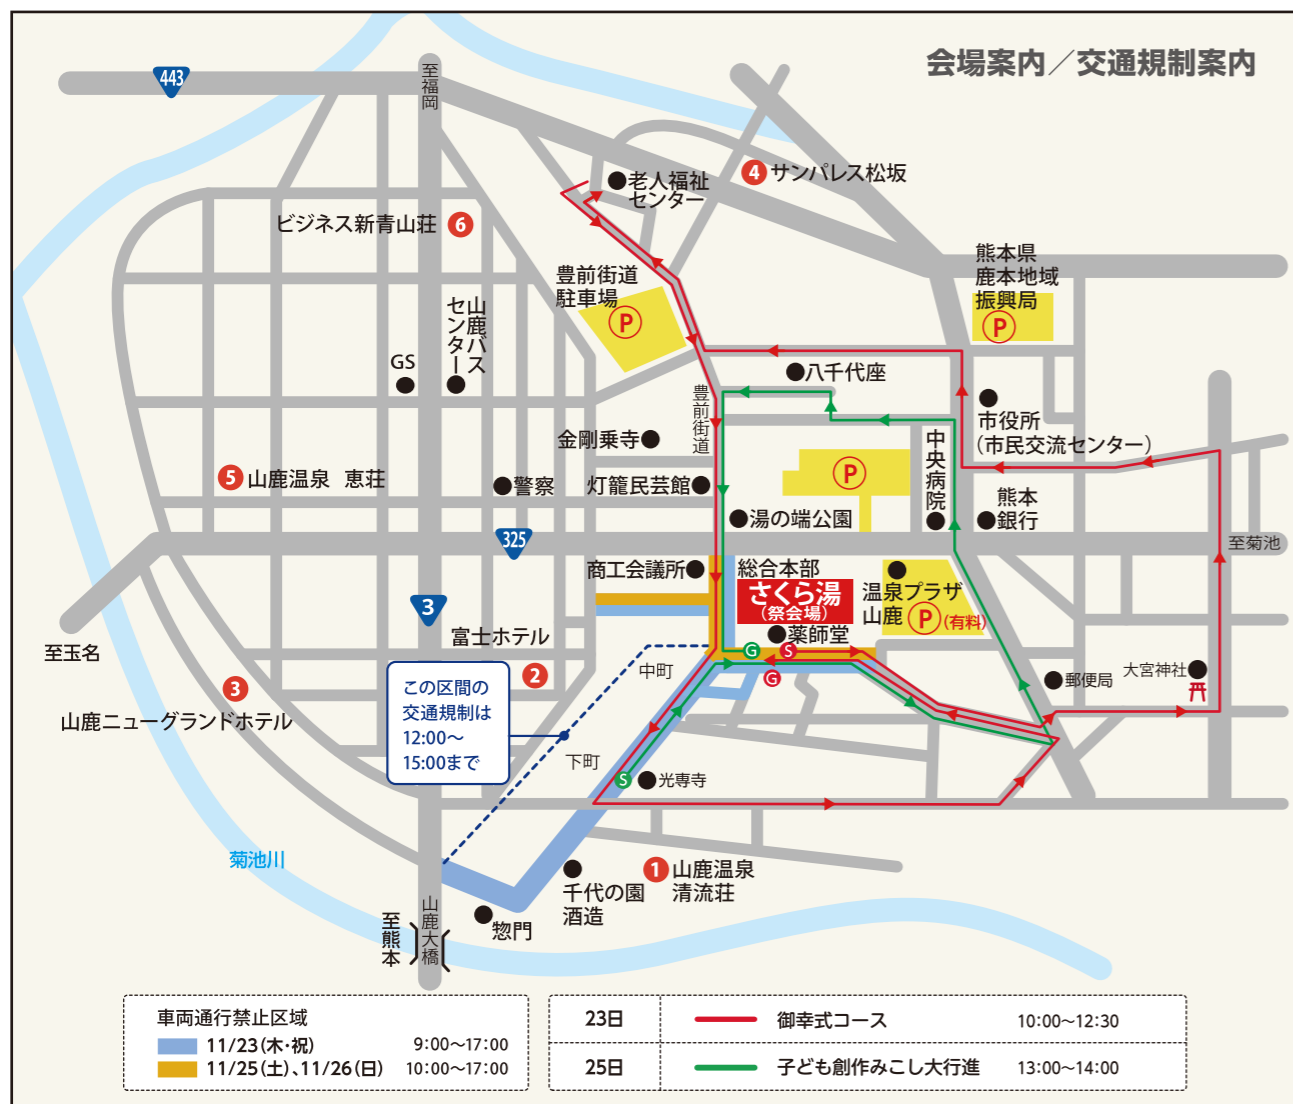 会場案内／交通規制案内
443
至福岡
老人福祉
センター
4 サンパレス松坂
ビジネス新青山荘 6
豊前街道
駐車場
P
熊本県
鹿本地域
振興局
P
山鹿バス
センター
GS
八千代座
豊前街道
市役所
（市民交流センター）
金剛乗寺
中央病院
P
5 山鹿温泉 恵荘
警察
灯籠民芸館
湯の端公園
熊本
銀行
325
至菊池
商工会議所
総合本部
さくら湯
（祭会場）
温泉プラザ
山鹿 P (有料)
3
薬師堂
富士ホテル
至玉名
G
S
中町
2
G
郵便局
大宮神社
3
山鹿ニューグランドホテル
この区間の
交通規制は
12:00～
15:00まで
下町
S
光専寺
菊池川
千代の園
酒造
1 山鹿温泉
清流荘
惣門
山鹿大橋
至熊本
車両通行禁止区域
11/23(木・祝) 9:00～17:00
11/25(土)、11/26(日) 10:00～17:00
23日 御幸式コース 10:00～12:30
25日 子ども創作みこし大行進 13:00～14:00